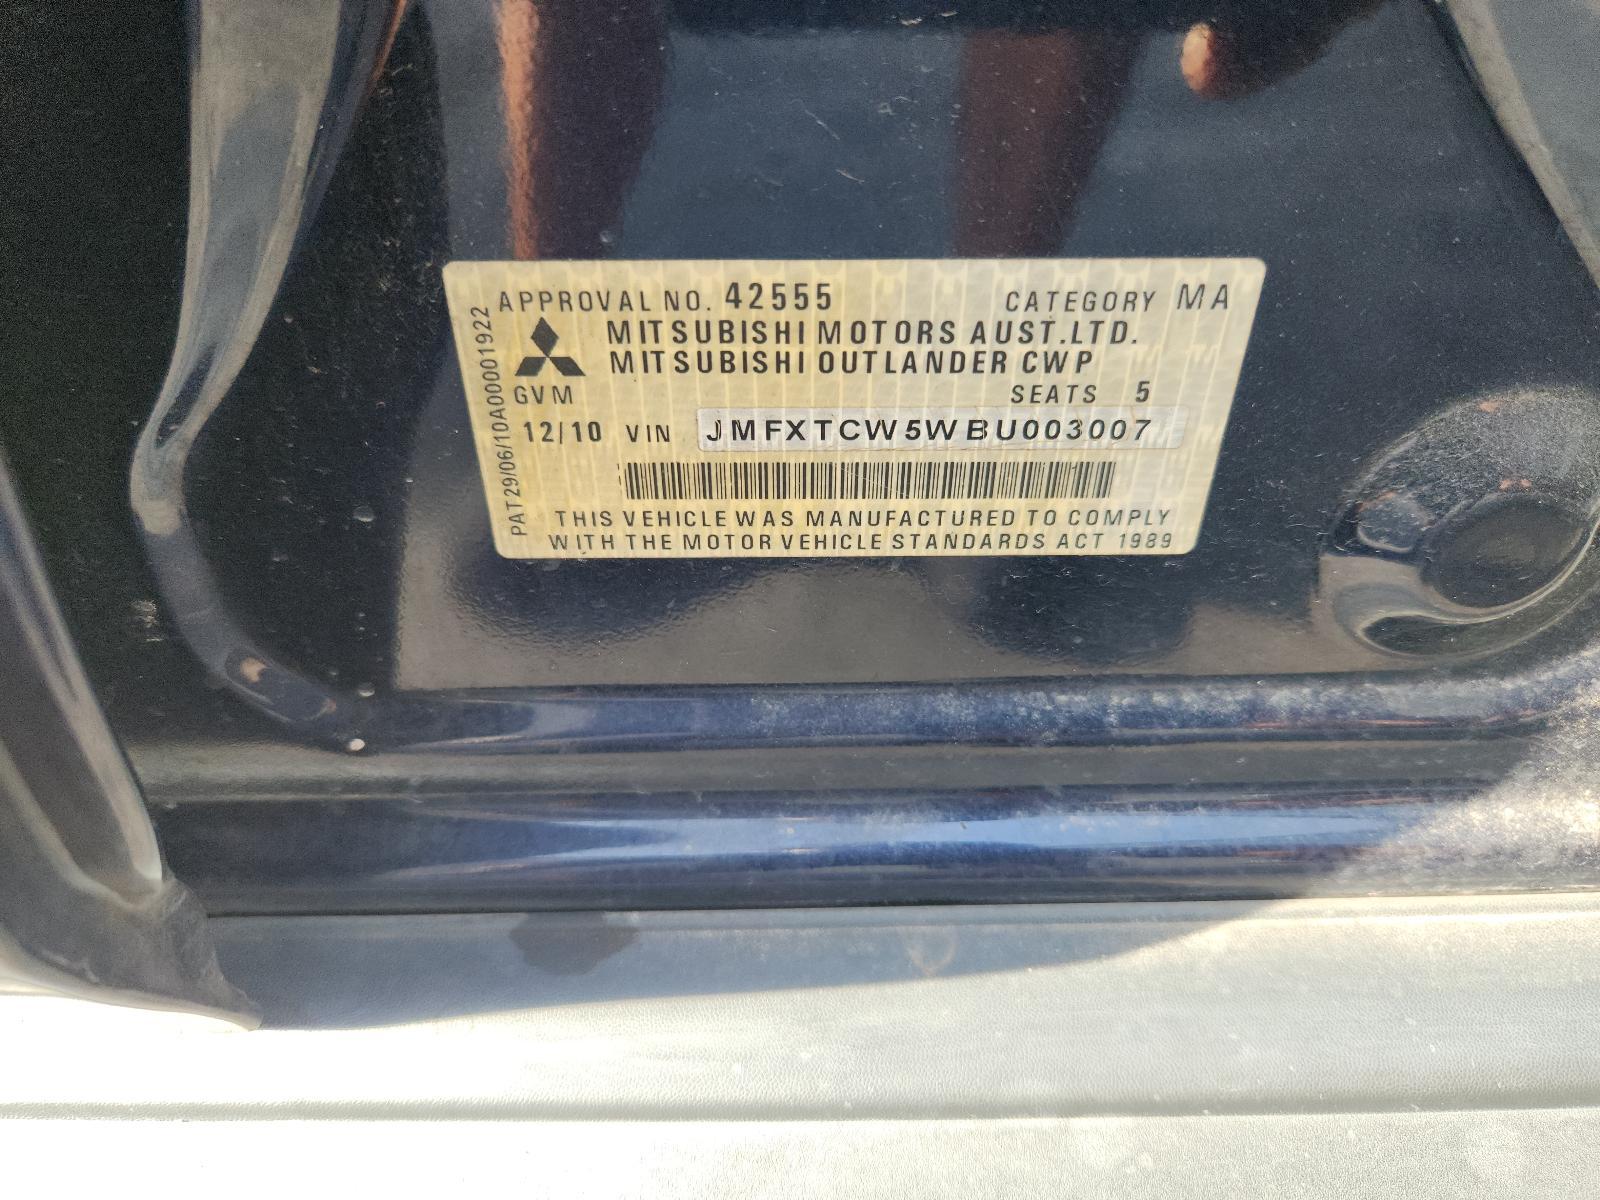 APPROVAL NO. 42555 CATEGORY MA
MITSUBISHI MOTORS AUST.LTD.
MITSUBISHI OUTLANDER CWP
GVM SEATS 5
12/10 VIN JMFXTCW5WBU003007
THIS VEHICLE WAS MANUFACTURED TO COMPLY
WITH THE MOTOR VEHICLE STANDARDS ACT 1989
PAT29/06/10A00001922